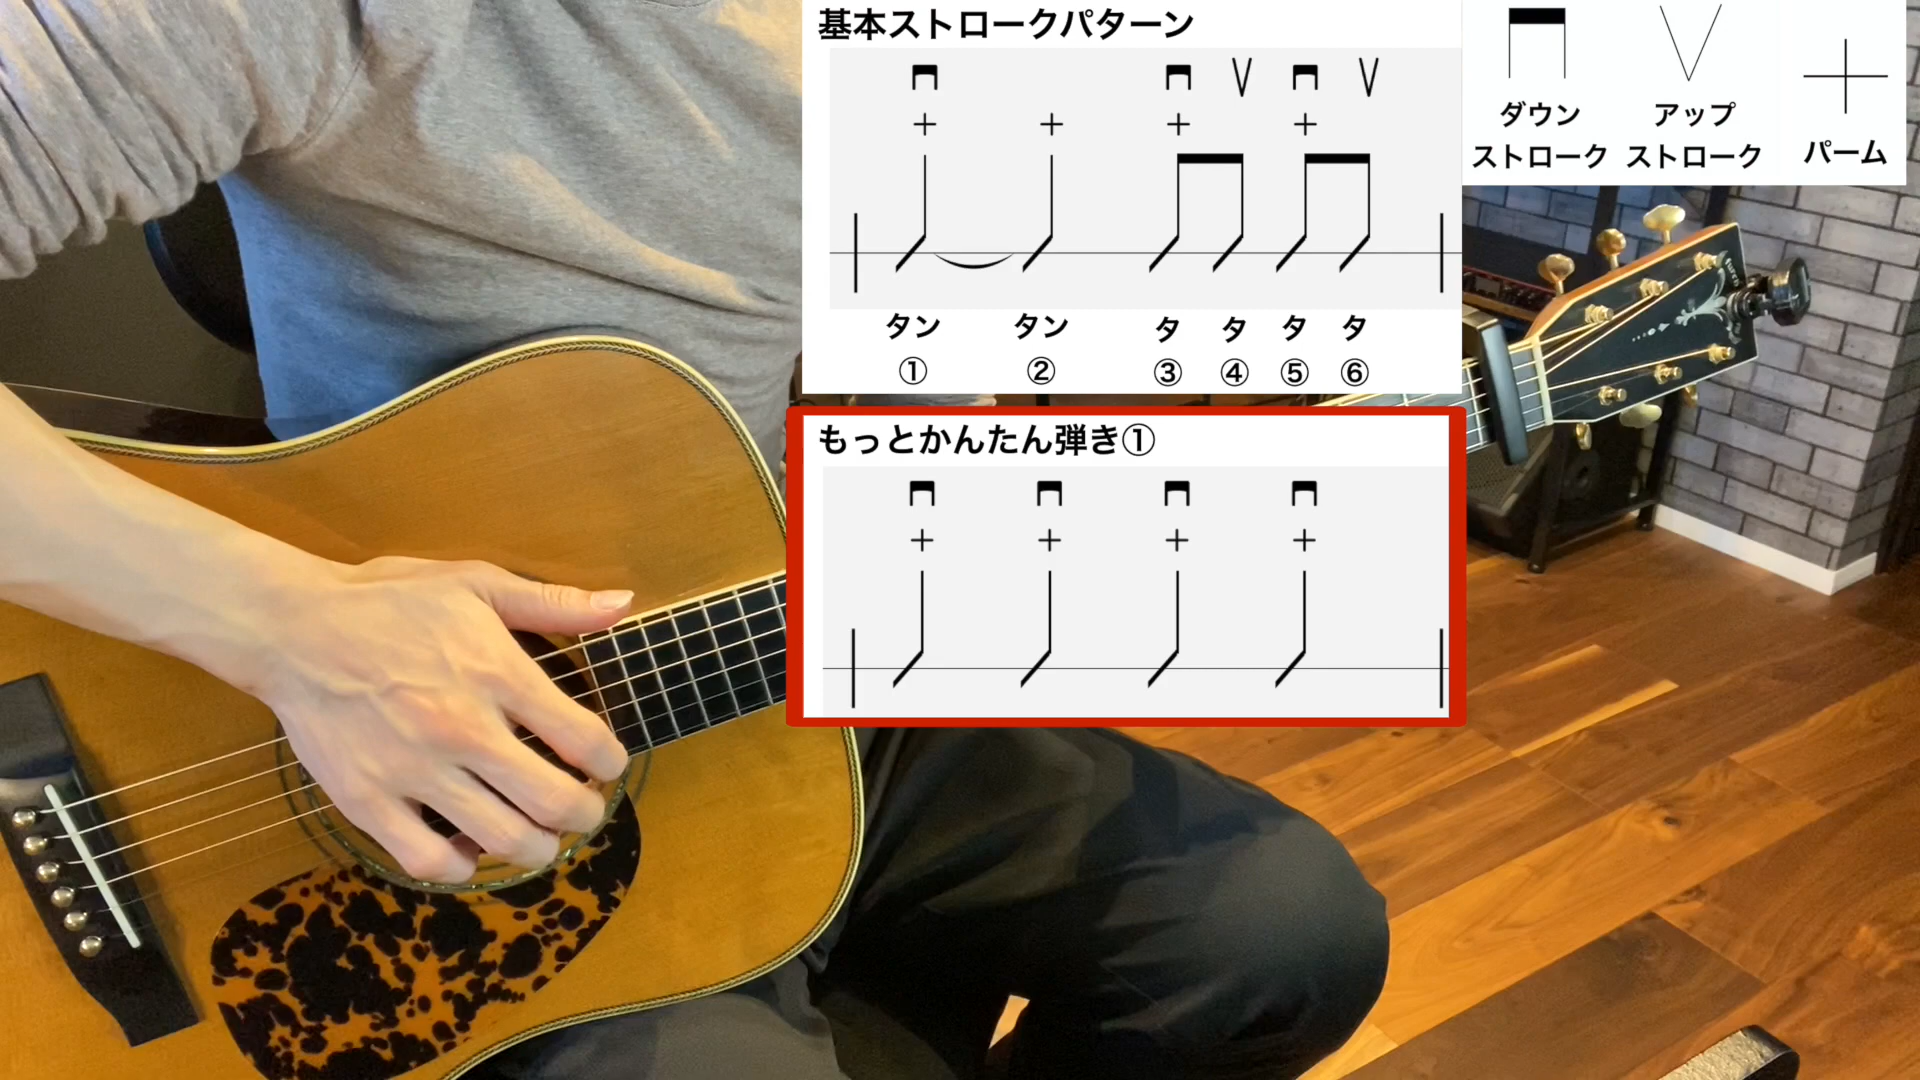 基本ストロークパターン
タン タン タ タ タ タ
① ② ③ ④ ⑤ ⑥
ダウン
ストローク
アップ
ストローク
パーム
もっとかんたん弾き①